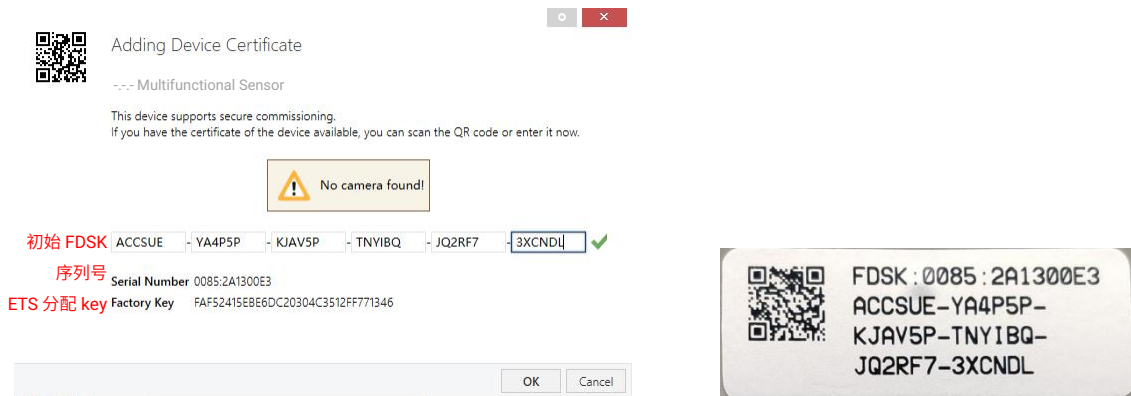 Adding Device Certificate
-.-.- Multifunctional Sensor
This device supports secure commissioning.
If you have the certificate of the device available, you can scan the QR code or enter it now.
No camera found!
初始 FDSK ACCSUE - YA4P5P - KJAV5P - TNYIBQ - JQ2RF7 - 3XCNDL
序列号
Serial Number 0085:2A1300E3
ETS 分配 key Factory Key FAF52415EBE6DC20304C3512FF771346
OK Cancel
FDSK:0085:2A1300E3
ACCSUE-YA4P5P-
KJAV5P-TNYIBQ-
JQ2RF7-3XCNDL